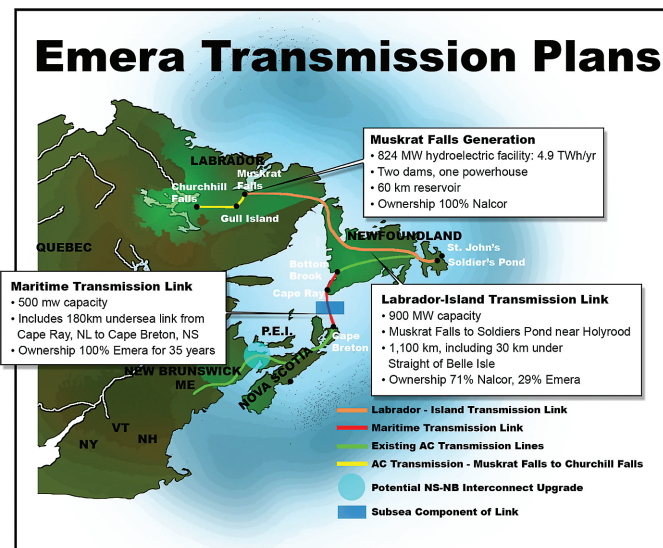 Emera Transmission Plans
Muskrat Falls Generation
• 824 MW hydroelectric facility: 4.9 TWh/yr
• Two dams, one powerhouse
• 60 km reservoir
• Ownership 100% Nalcor
LABRADOR
Muskrat
Falls
Churchhill
Falls
Gull Island
QUEBEC
NEWFOUNDLAND
St. John's
Soldier's Pond
Bottom
Brook
Cape Ray
Maritime Transmission Link
• 500 mw capacity
• Includes 180km undersea link from
Cape Ray, NL to Cape Breton, NS
• Ownership 100% Emera for 35 years
Labrador-Island Transmission Link
• 900 MW capacity
• Muskrat Falls to Soldiers Pond near Holyrood
• 1,100 km, including 30 km under
Straight of Belle Isle
• Ownership 71% Nalcor, 29% Emera
P.E.I.
Cape
Breton
NEW BRUNSWICK
ME
NOVA SCOTIA
VT
NY
NH
Labrador - Island Transmission Link
Maritime Transmission Link
Existing AC Transmission Lines
AC Transmission - Muskrat Falls to Churchill Falls
Potential NS-NB Interconnect Upgrade
Subsea Component of Link